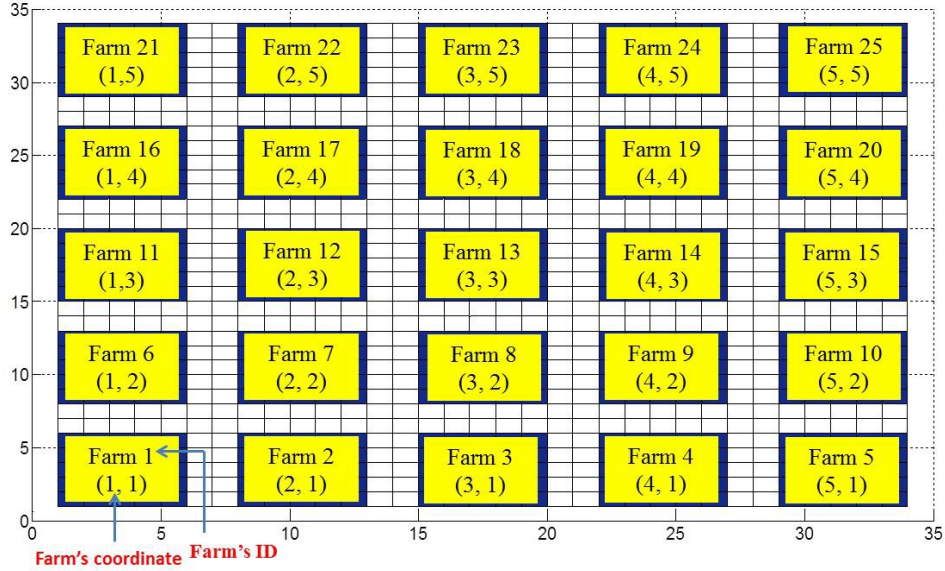 35
Farm 21
(1,5)
Farm 22
(2, 5)
Farm 23
(3, 5)
Farm 24
(4, 5)
Farm 25
(5, 5)
30
25
Farm 16
(1, 4)
Farm 17
(2, 4)
Farm 18
(3, 4)
Farm 19
(4, 4)
Farm 20
(5, 4)
20
Farm 11
(1,3)
Farm 12
(2, 3)
Farm 13
(3, 3)
Farm 14
(4, 3)
Farm 15
(5, 3)
15
Farm 6
(1, 2)
Farm 7
(2, 2)
Farm 8
(3, 2)
Farm 9
(4, 2)
Farm 10
(5, 2)
10
5
Farm 1
(1, 1)
Farm 2
(2, 1)
Farm 3
(3, 1)
Farm 4
(4, 1)
Farm 5
(5, 1)
0
0 5 10 15 20 25 30 35
Farm's coordinate
Farm's ID